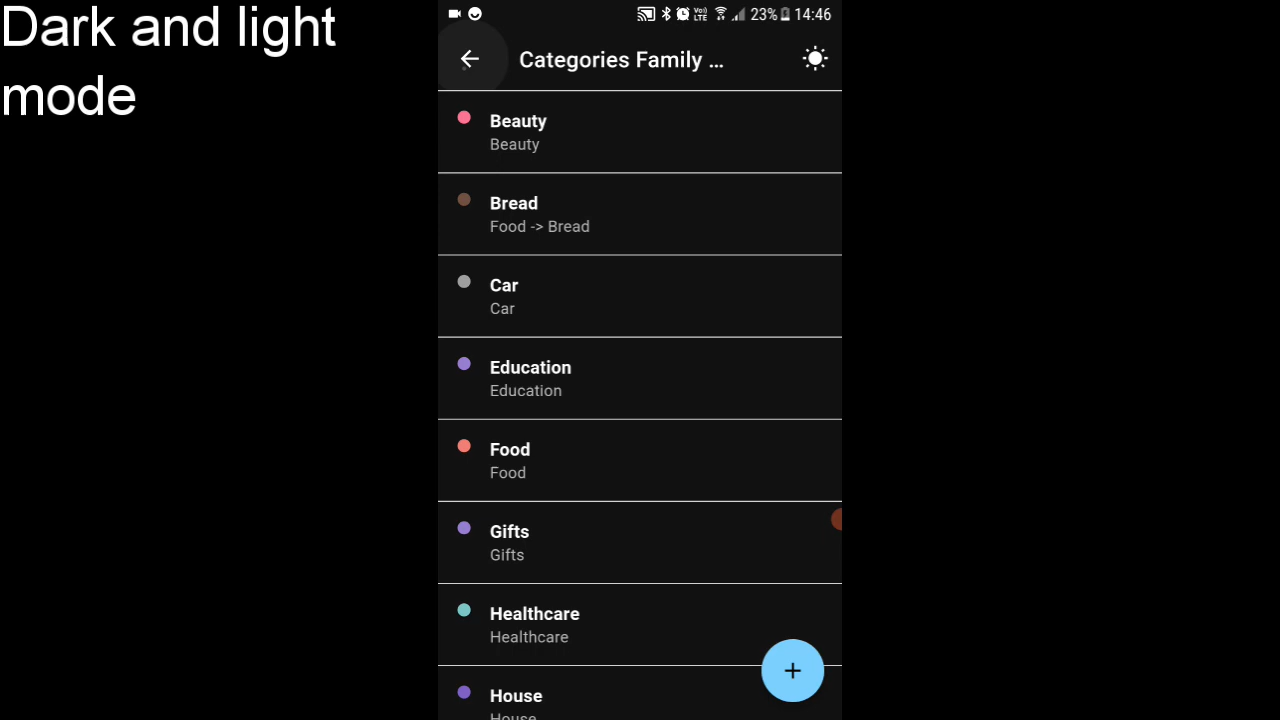 Dark and light
mode
23% 14:46
Categories Family ...
Beauty
Beauty
Bread
Food -> Bread
Car
Car
Education
Education
Food
Food
Gifts
Gifts
Healthcare
Healthcare
House
House